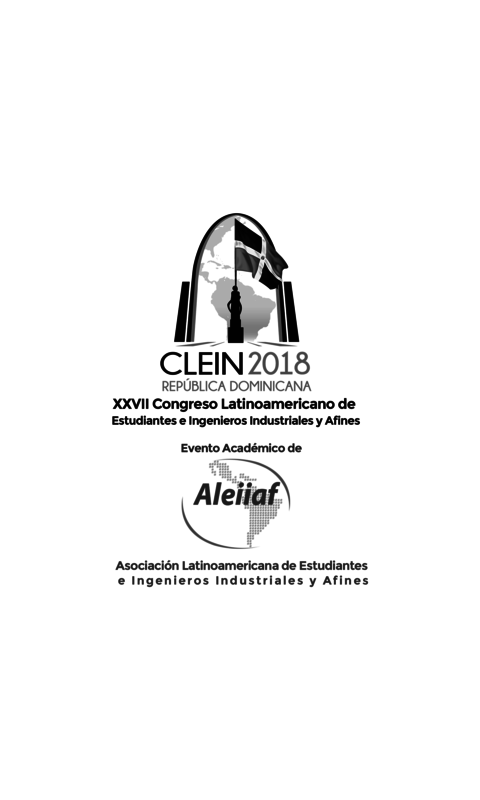 CLEIN 2018
REPÚBLICA DOMINICANA
XXVII Congreso Latinoamericano de
Estudiantes e Ingenieros Industriales y Afines
Evento Académico de
Aleiiaf
Asociación Latinoamericana de Estudiantes
e Ingenieros Industriales y Afines